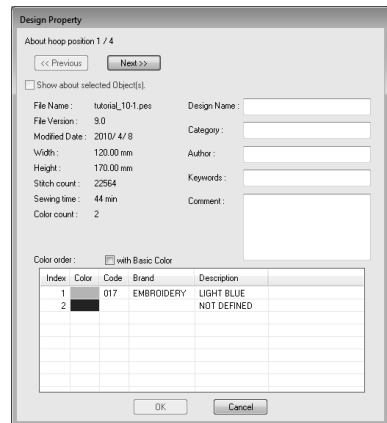 Design Property
About hoop position 1 / 4
<< Previous Next >>
Show about selected Object(s).
File Name : tutorial_10-1.pes
File Version : 9.0
Modified Date : 2010/ 4/ 8
Width : 120.00 mm
Height : 170.00 mm
Stitch count : 22564
Sewing time : 44 min
Color count : 2
Design Name :
Category :
Author :
Keywords :
Comment :
Color order : with Basic Color
Index Color Code Brand Description
1 017 EMBROIDERY LIGHT BLUE
2 NOT DEFINED
OK Cancel